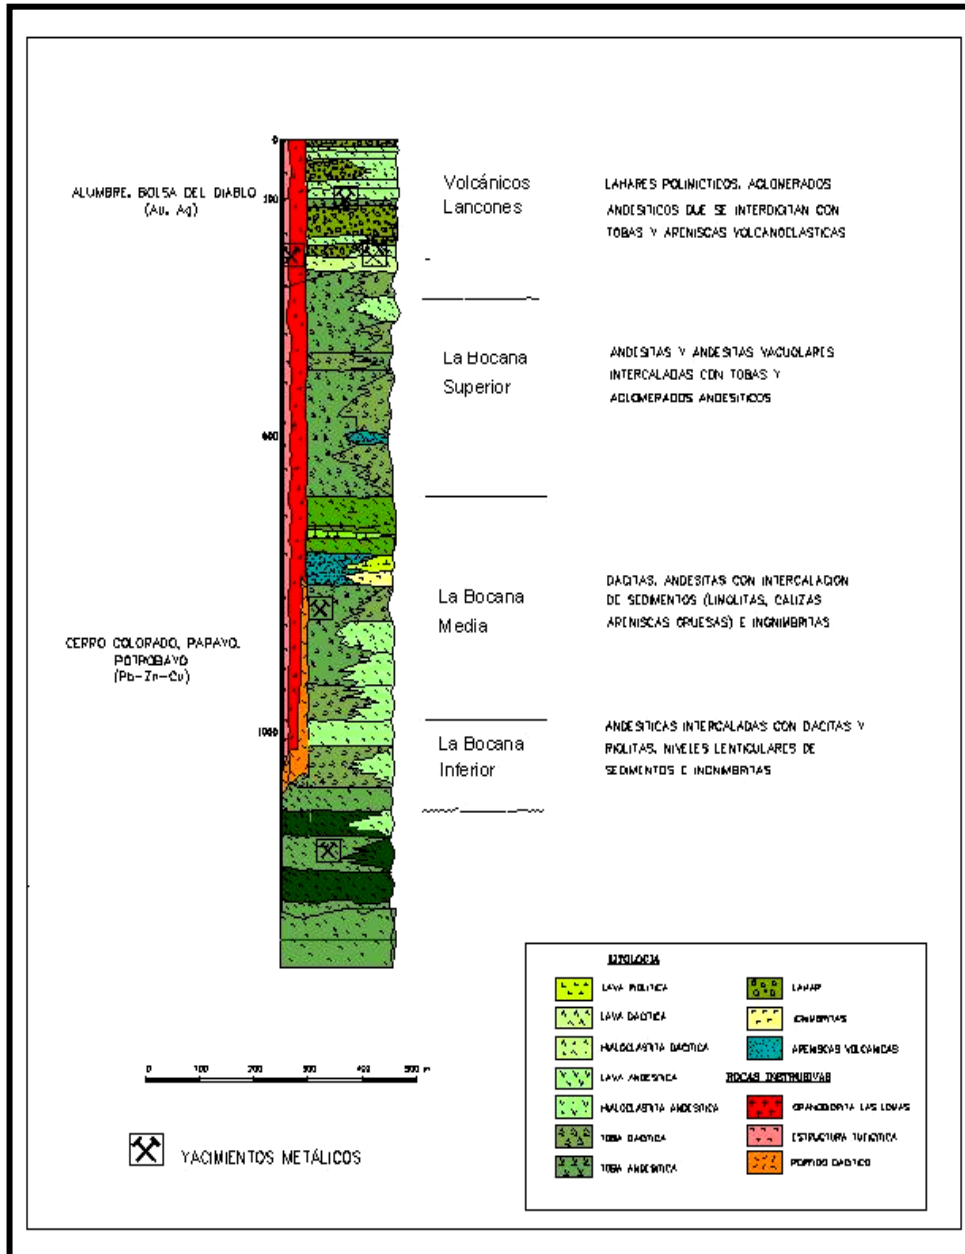 0
ALUMBRE, BOLSA DEL DIABLO
(Au, Ag)
Volcánicos
Lancones
LAHARES POLIMICTICOS, AGLOMERADOS
ANDESITICOS QUE SE INTERDIGITAN CON
TOBAS Y ARENISCAS VOLCANOCLASTICAS
La Bocana
Superior
ANDESITAS Y ANDESITAS VACUOLARES
INTERCALADAS CON TOBAS Y
AGLOMERADOS ANDESITICOS
La Bocana
Media
DACITAS, ANDESITAS CON INTERCALACION
DE SEDIMENTOS (LIMOLITAS, CALIZAS
ARENISCAS GRUESAS) E IGNIMBRITAS
CERRO COLORADO, PAPAYO,
POTROBAYO
(Pb-Zn-Cu)
La Bocana
Inferior
ANDESITICAS INTERCALADAS CON DACITAS Y
RIOLITAS, NIVELES LENTICULARES DE
SEDIMENTOS E IGNIMBRITAS
LITOLOGIA
LAVA RIOLITICA
LAVA DACITICA
HIALOCLASTITA DACITICA
LAVA ANDESITICA
HIALOCLASTITA ANDESITICA
TOBA DACITICA
TOBA ANDESITICA
LAHAR
IGNIMBRITAS
ARENISCAS VOLCANICAS
ROCAS INSTRUSIVAS
GRANODIORITA LAS LOMAS
ESTRUCTURA
PORFIDO DACITICO
0 100 200 300 400 500 m
YACIMIENTOS METÁLICOS